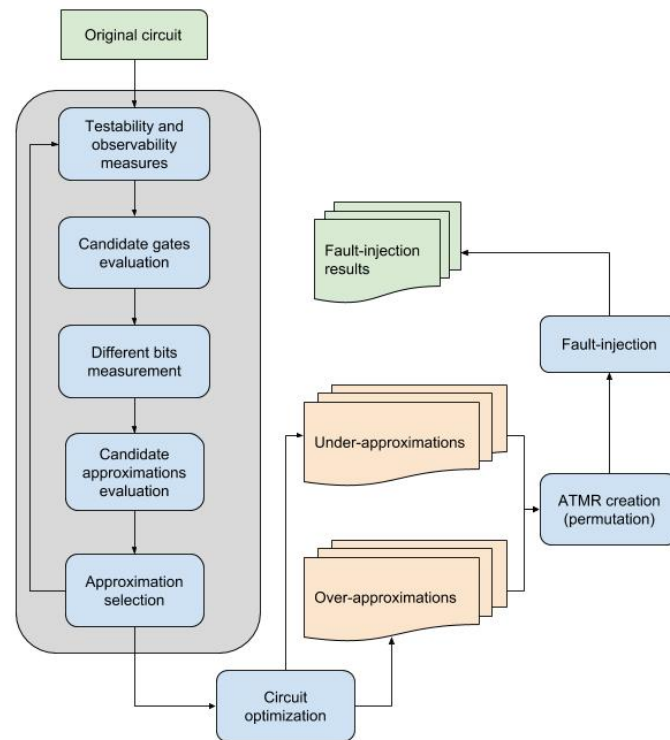 Original circuit
Testability and
observability
measures
Candidate gates
evaluation
Different bits
measurement
Candidate
approximations
evaluation
Approximation
selection
Circuit
optimization
Under-approximations
Over-approximations
ATMR creation
(permutation)
Fault-injection
Fault-injection
results